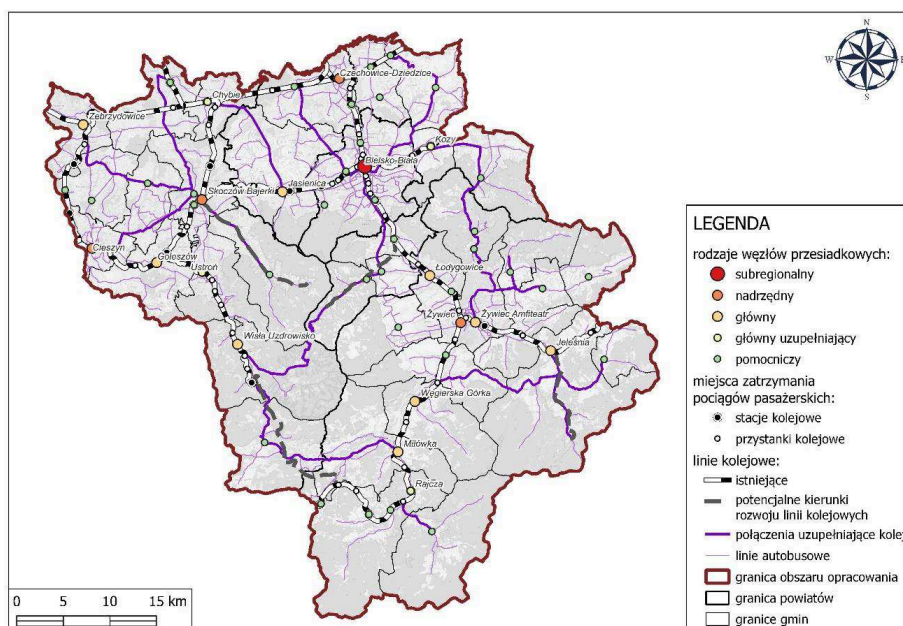 N
W
E
S
Czechowice-Dziedzice
Chybie
Zebrzydowice
Kozy
Bielsko-Biała
Jasienica
Skoczów Bajerki
Cieszyn
Goleszów
Ustroń
Łodygowice
Żywiec
Żywiec Amfiteatr
Wisła Uzdrowisko
Jeleśnia
Węgierska Górka
Milówka
Rajcza
0 5 10 15 km
LEGENDA
rodzaje węzłów przesiadkowych:
subregionalny
nadrzędny
główny
główny uzupełniający
pomocniczy
miejsca zatrzymania
pociągów pasażerskich:
stacje kolejowe
przystanki kolejowe
linie kolejowe:
istniejące
potencjalne kierunki
rozwoju linii kolejowych
połączenia uzupełniające kolej
linie autobusowe
granica obszaru opracowania
granica powiatów
granice gmin